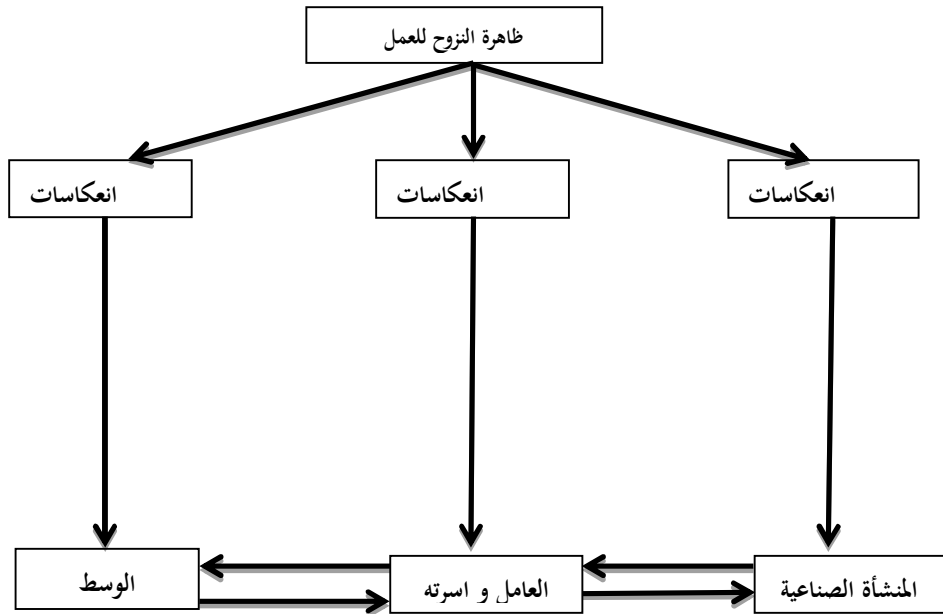 ظاهرة النزوح للعمل
انعكاسات
انعكاسات
انعكاسات
المنشأة الصناعية
العامل و اسرته
الوسط